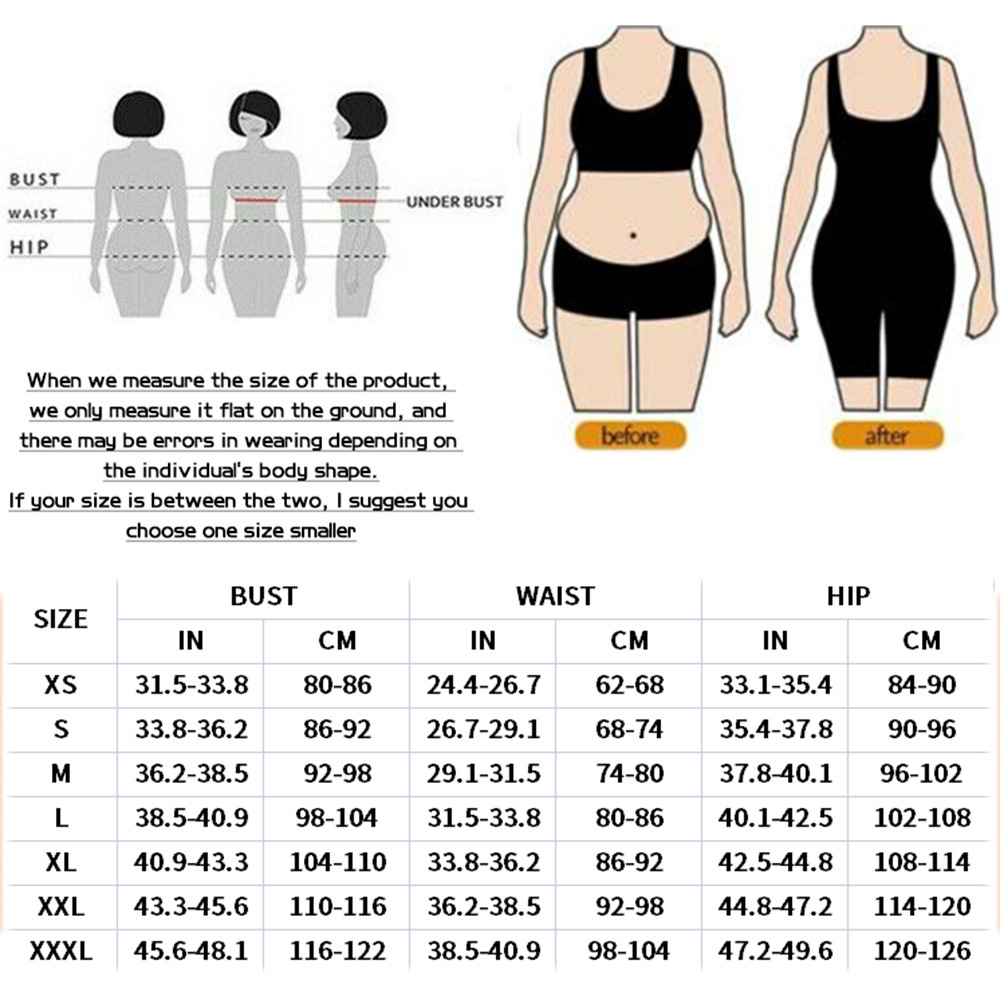 BUST
WAIST
HIP
UNDER BUST
When we measure the size of the product,
we only measure it flat on the ground, and
there may be errors in wearing depending on
the individual's body shape.
If your size is between the two, I suggest you
choose one size smaller
before
after
SIZE BUST WAIST HIP
IN CM IN CM IN CM
XS 31.5-33.8 80-86 24.4-26.7 62-68 33.1-35.4 84-90
S 33.8-36.2 86-92 26.7-29.1 68-74 35.4-37.8 90-96
M 36.2-38.5 92-98 29.1-31.5 74-80 37.8-40.1 96-102
L 38.5-40.9 98-104 31.5-33.8 80-86 40.1-42.5 102-108
XL 40.9-43.3 104-110 33.8-36.2 86-92 42.5-44.8 108-114
XXL 43.3-45.6 110-116 36.2-38.5 92-98 44.8-47.2 114-120
XXXL 45.6-48.1 116-122 38.5-40.9 98-104 47.2-49.6 120-126